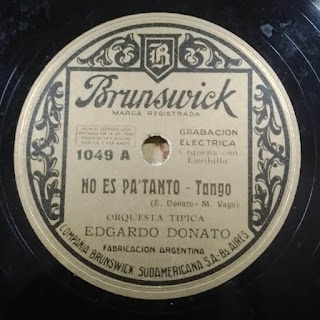 B
Brunswick
MARCA REGISTRADA
GRABACION
ELECTRICA
Orquesta con
Estribillo
1049 A
NO ES PA'TANTO - Tango
(E. Donato - M. Vago)
ORQUESTA TIPICA
EDGARDO DONATO
FABRICACION ARGENTINA
COMPAÑIA BRUNSWICK SUDAMERICANA. S.A - Bs. AIRES